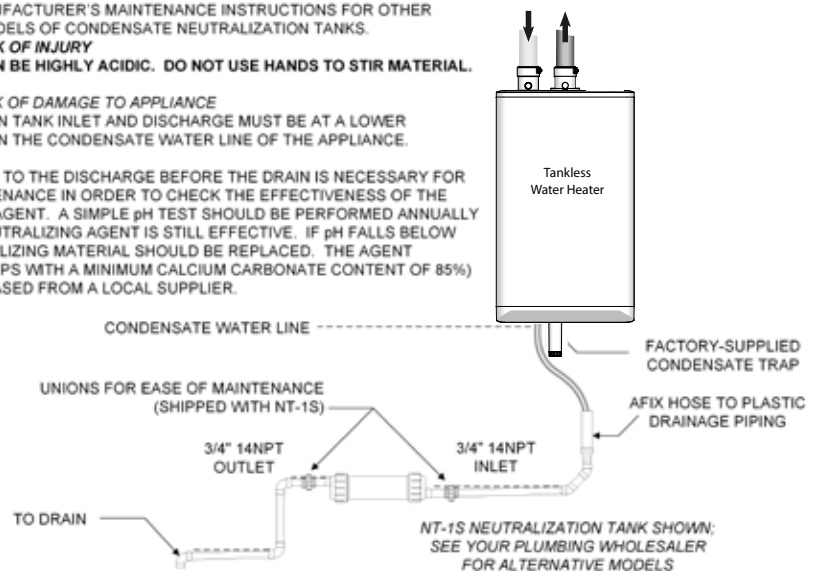 UFACTURER'S MAINTENANCE INSTRUCTIONS FOR OTHER
DELS OF CONDENSATE NEUTRALIZATION TANKS.
K OF INJURY
N BE HIGHLY ACIDIC. DO NOT USE HANDS TO STIR MATERIAL.
K OF DAMAGE TO APPLIANCE
N TANK INLET AND DISCHARGE MUST BE AT A LOWER
N THE CONDENSATE WATER LINE OF THE APPLIANCE.
TO THE DISCHARGE BEFORE THE DRAIN IS NECESSARY FOR
ENANCE IN ORDER TO CHECK THE EFFECTIVENESS OF THE
AGENT. A SIMPLE pH TEST SHOULD BE PERFORMED ANNUALLY
UTRALIZING AGENT IS STILL EFFECTIVE. IF pH FALLS BELOW
LIZING MATERIAL SHOULD BE REPLACED. THE AGENT
PS WITH A MINIMUM CALCIUM CARBONATE CONTENT OF 85%)
ASED FROM A LOCAL SUPPLIER.
Tankless
Water Heater
CONDENSATE WATER LINE
FACTORY-SUPPLIED
CONDENSATE TRAP
UNIONS FOR EASE OF MAINTENANCE
(SHIPPED WITH NT-1S)
AFIX HOSE TO PLASTIC
DRAINAGE PIPING
3/4" 14NPT
OUTLET
3/4" 14NPT
INLET
TO DRAIN
NT-1S NEUTRALIZATION TANK SHOWN;
SEE YOUR PLUMBING WHOLESALER
FOR ALTERNATIVE MODELS